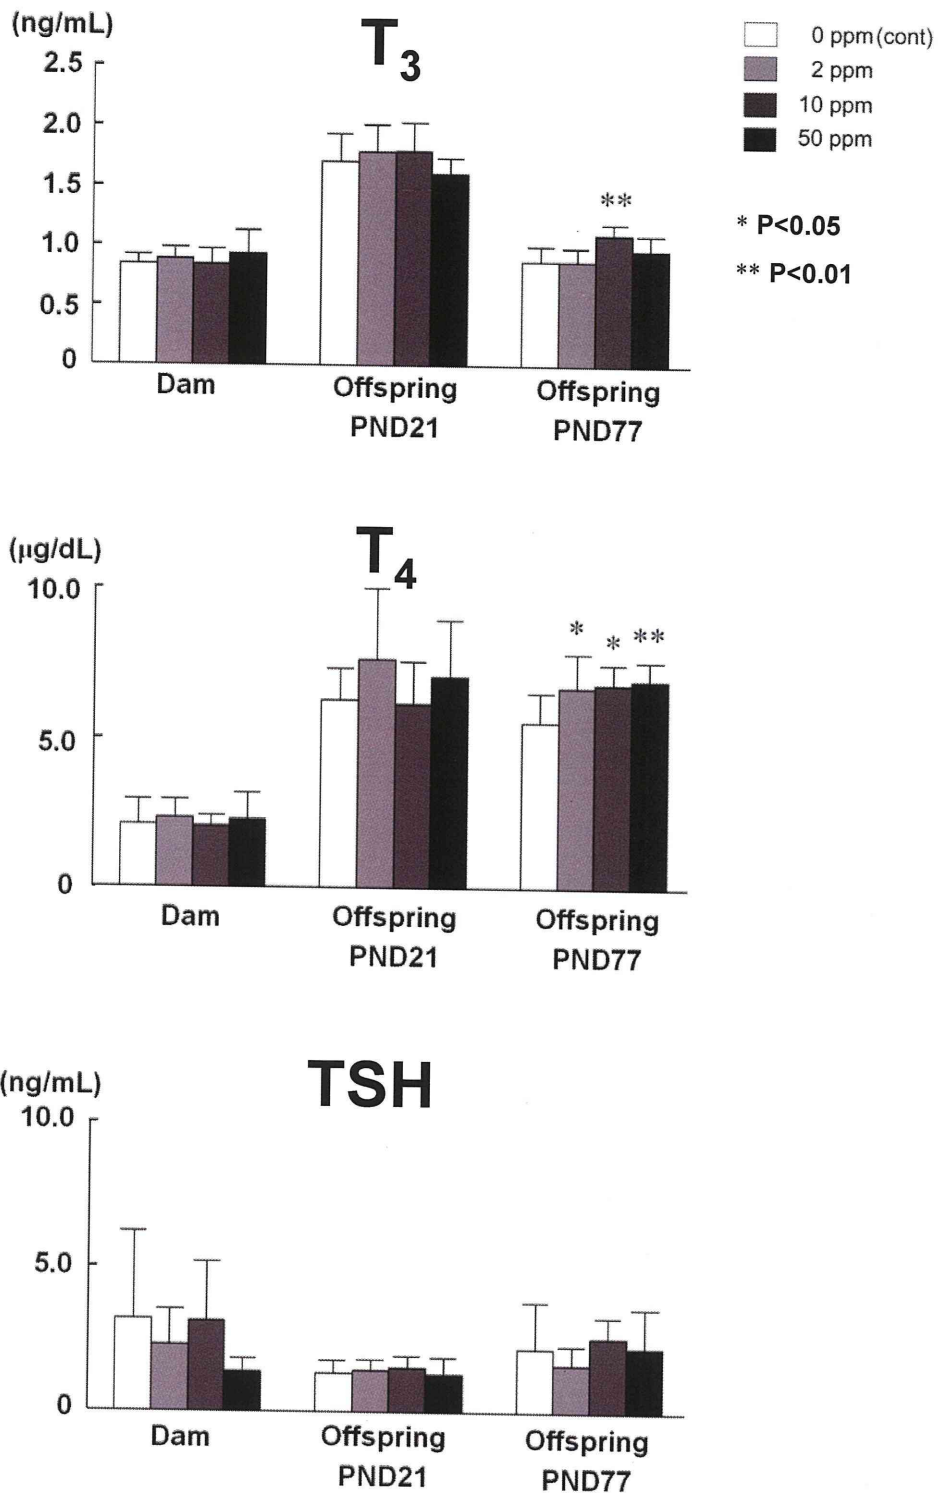 (ng/mL)
T3
2.5
2.0
1.5
1.0
0.5
0
**
Dam
Offspring
PND21
Offspring
PND77
0 ppm (cont)
2 ppm
10 ppm
50 ppm
* P<0.05
** P<0.01
(μg/dL)
T4
10.0
5.0
0
* * **
Dam
Offspring
PND21
Offspring
PND77
(ng/mL)
TSH
10.0
5.0
0
Dam
Offspring
PND21
Offspring
PND77